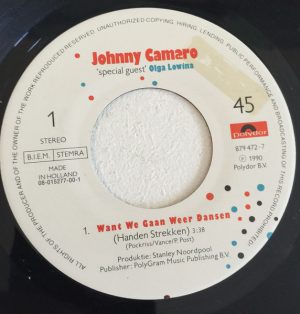 UNAUTHORIZED COPYING, HIRING, LENDING, PUBLIC PERFORMANCE AND BROADCASTING OF THIS RECORD PROHIBITED!
ALL RIGHTS OF THE PRODUCER AND OF THE OWNER OF THE WORK REPRODUCED RESERVED.
Johnny Camaro
'special guest' Olga Lowina
1
STEREO
45
B.I.E.M. STEMRA
MADE
IN HOLLAND
08-015277-00-1
Polydor
879 472-7
℗ 1990
Polydor B.V.
1. Want We Gaan Weer Dansen
(Handen Strekken) 3:38
(Pockriss/Vance/P. Post)
Produktie: Stanley Noordpool
Publisher: PolyGram Music Publishing B.V.